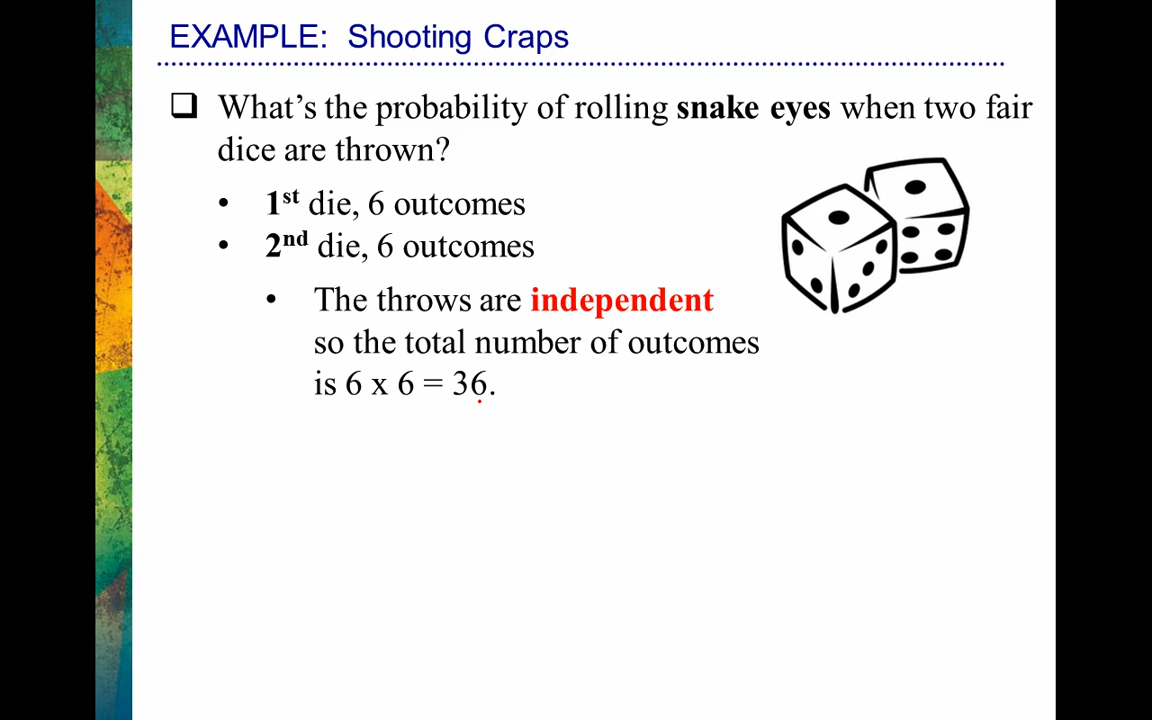 EXAMPLE: Shooting Craps
❑ What’s the probability of rolling snake eyes when two fair
dice are thrown?
• 1st die, 6 outcomes
• 2nd die, 6 outcomes
• The throws are independent
so the total number of outcomes
is 6 x 6 = 36.